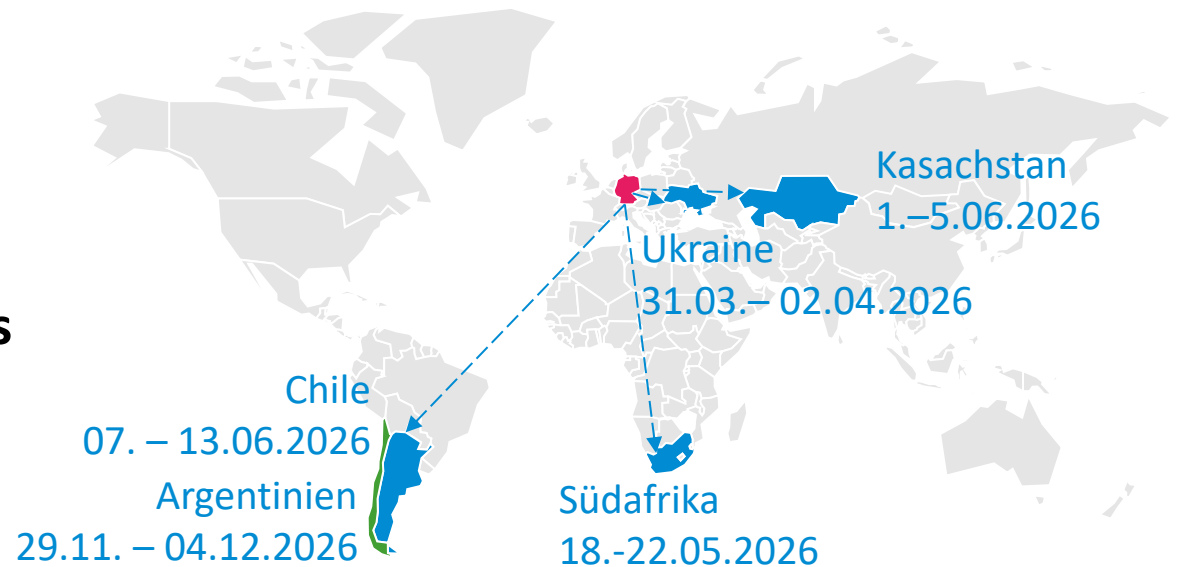 Kasachstan
1.–5.06.2026
Ukraine
31.03.– 02.04.2026
s
Chile
07. – 13.06.2026
Argentinien
29.11. – 04.12.2026
Südafrika
18.-22.05.2026